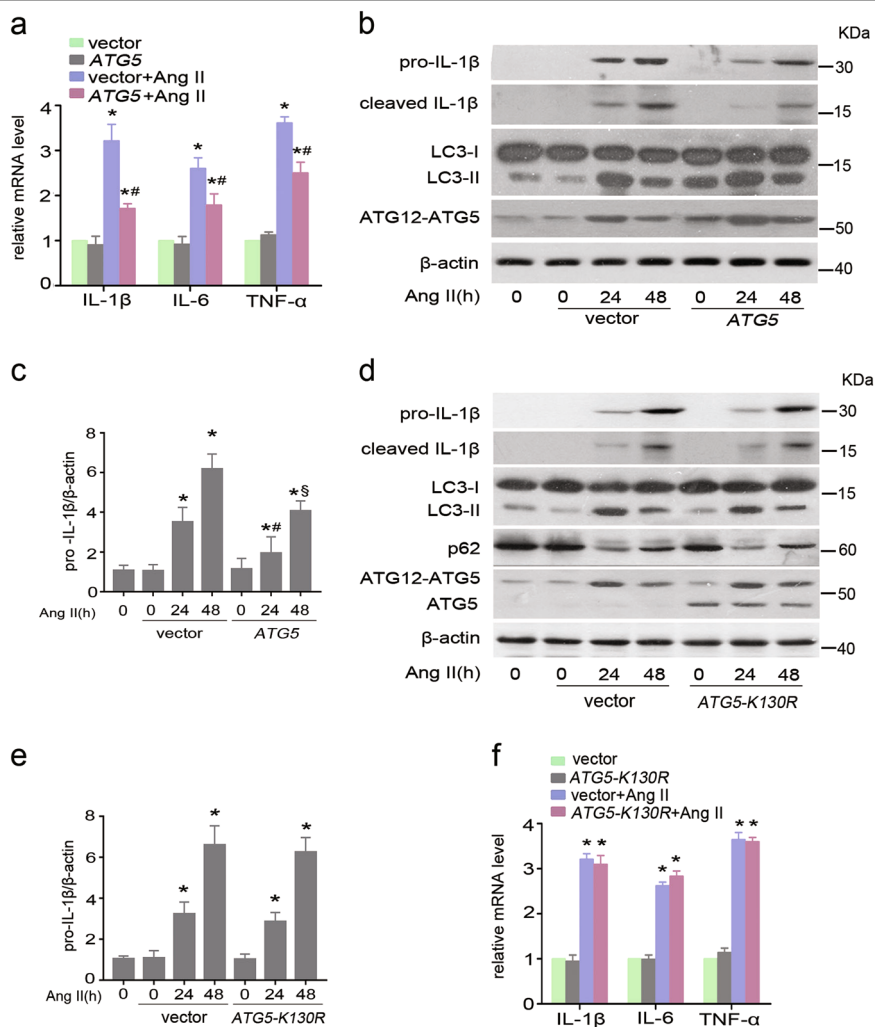 a
vector
ATG5
vector+Ang II
ATG5+Ang II
relative mRNA level
4
3
2
1
0
* *# * *# * *#
IL-1β IL-6 TNF-α
b
KDa
pro-IL-1β 30
cleaved IL-1β 15
LC3-I
15
LC3-II
ATG12-ATG5 50
β-actin 40
Ang II(h) 0 0 24 48 0 24 48
vector ATG5
c
pro -IL-1β/β-actin
8
6
4
2
0
* * *# *§
Ang II(h) 0 0 24 48 0 24 48
vector ATG5
d
KDa
pro-IL-1β 30
cleaved IL-1β 15
LC3-I
15
LC3-II
p62 60
ATG12-ATG5
50
ATG5
β-actin
40
Ang II(h) 0 0 24 48 0 24 48
vector ATG5-K130R
e
pro-IL-1β/β-actin
8
6
4
2
0
* * * *
Ang II(h) 0 0 24 48 0 24 48
vector ATG5-K130R
f
vector
ATG5-K130R
vector+Ang II
ATG5-K130R+Ang II
relative mRNA level
4
3
2
1
0
* * * * * *
IL-1β IL-6 TNF-α